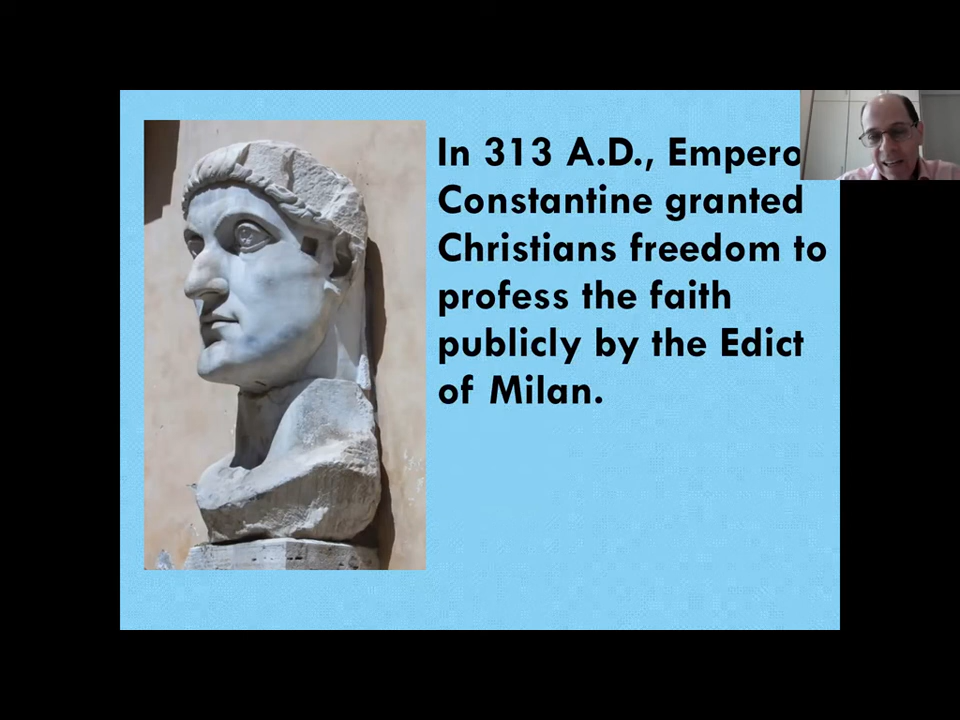 In 313 A.D., Empero
Constantine granted
Christians freedom to
profess the faith
publicly by the Edict
of Milan.